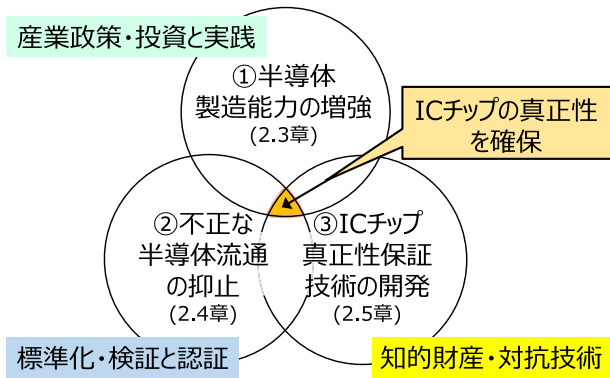 産業政策・投資と実践
①半導体
製造能力の増強
(2.3章)
ICチップの真正性
を確保
②不正な
半導体流通
の抑止
(2.4章)
③ICチップ
真正性保証
技術の開発
(2.5章)
標準化・検証と認証
知的財産・対抗技術